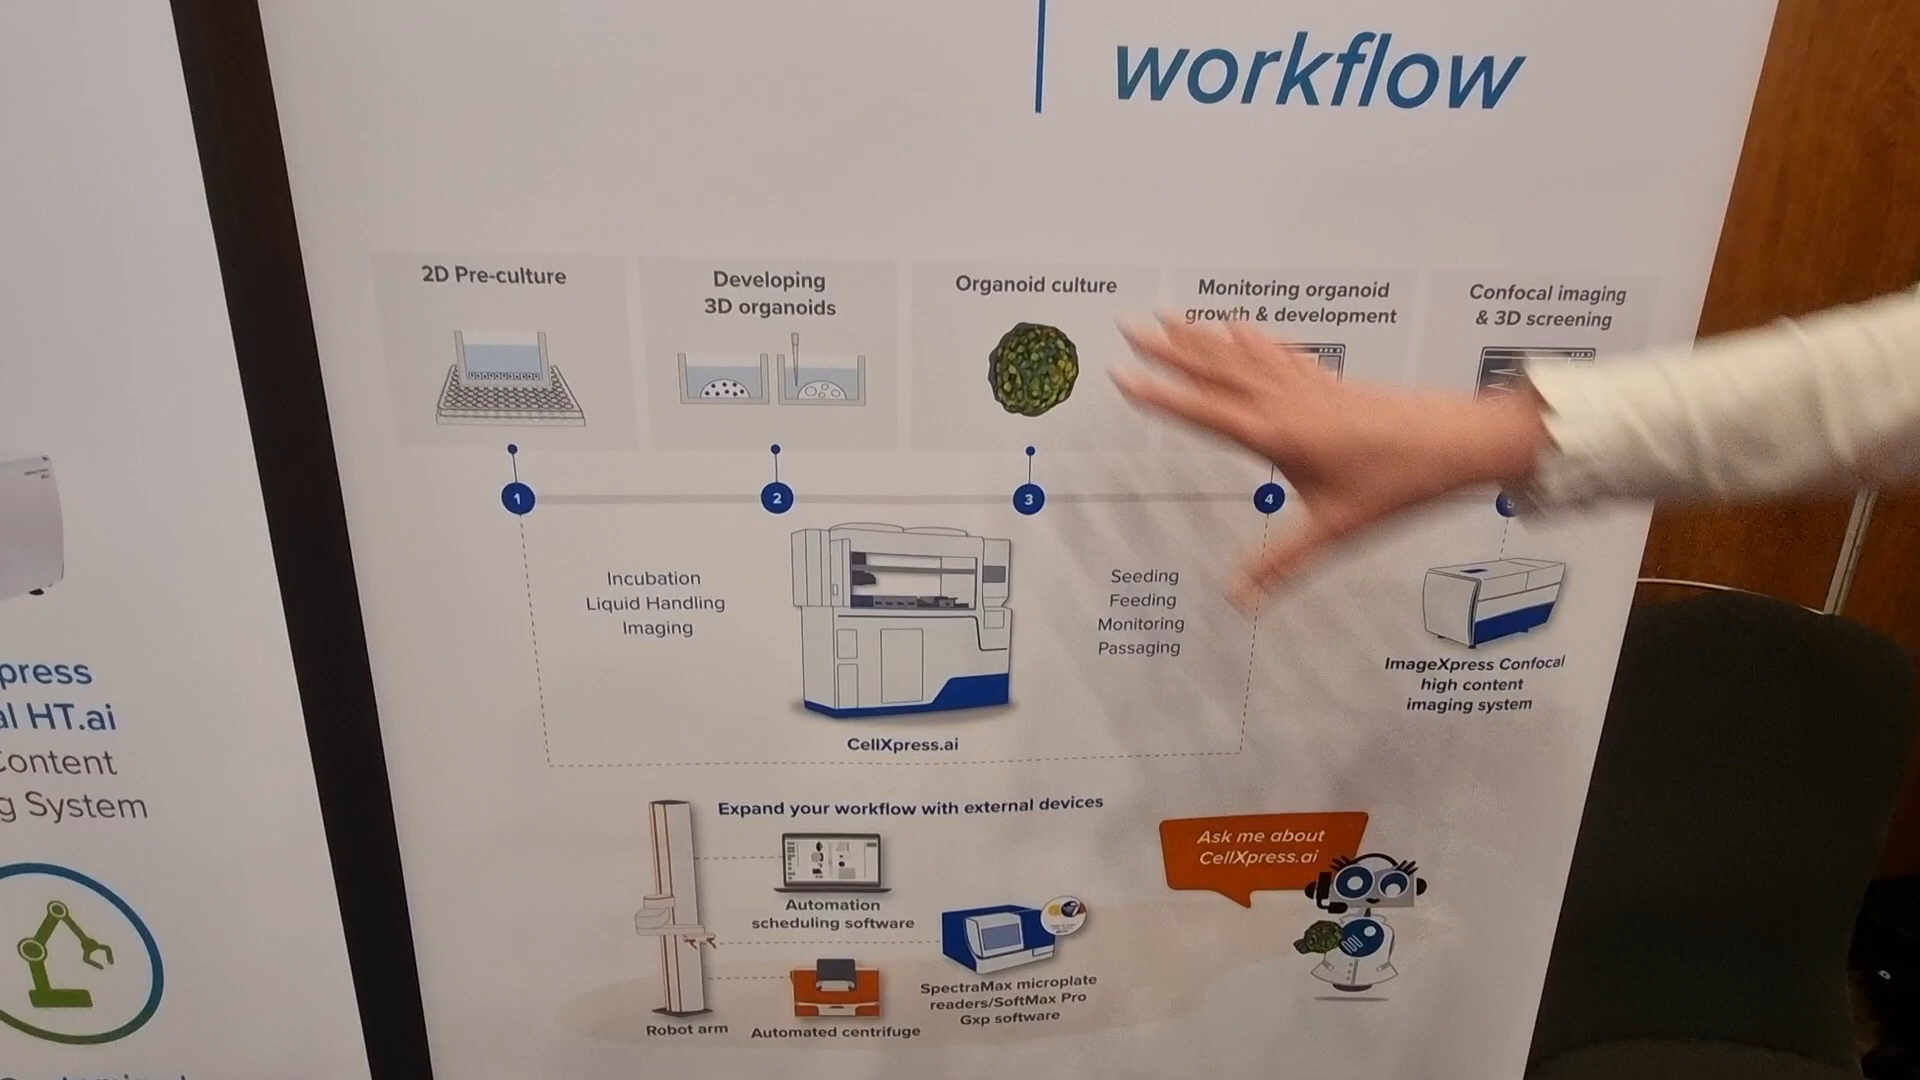 workflow
2D Pre-culture
Developing
3D organoids
Organoid culture
Monitoring organoid
growth & development
Confocal imaging
& 3D screening
1
2
3
4
Incubation
Liquid Handling
Imaging
Seeding
Feeding
Monitoring
Passaging
CellXpress.ai
ImageXpress Confocal
high content
imaging system
Expand your workflow with external devices
Automation
scheduling software
SpectraMax microplate
readers/SoftMax Pro
Gxp software
Robot arm
Automated centrifuge
Ask me about
CellXpress.ai
press
al HT.ai
Content
g System